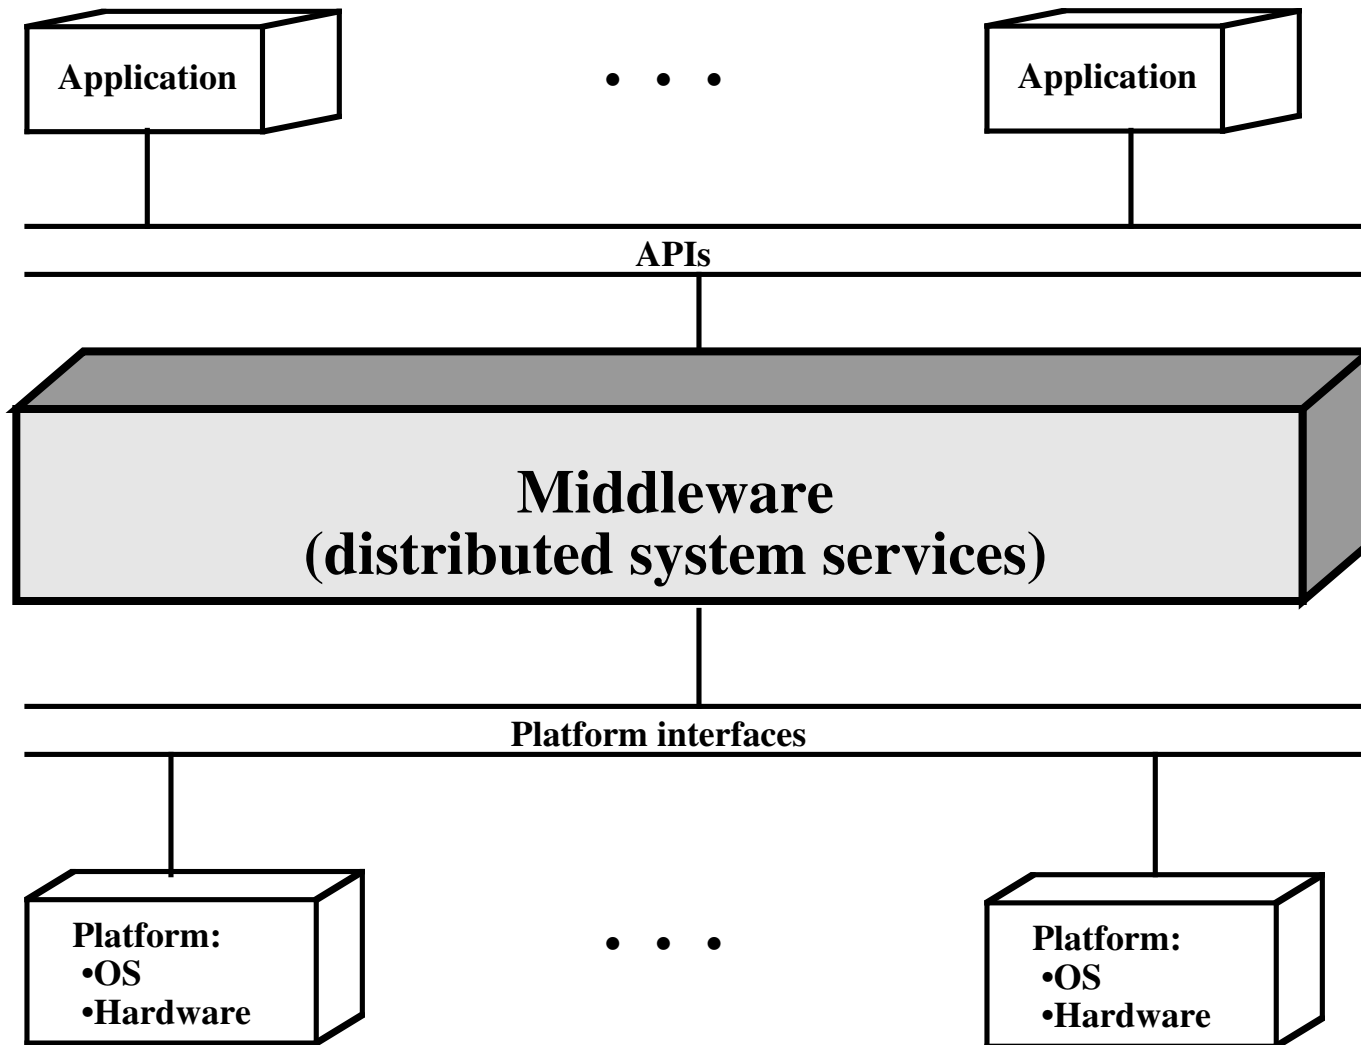 Application
Application
APIs
Middleware
(distributed system services)
Platform interfaces
Platform:
•OS
•Hardware
Platform:
•OS
•Hardware